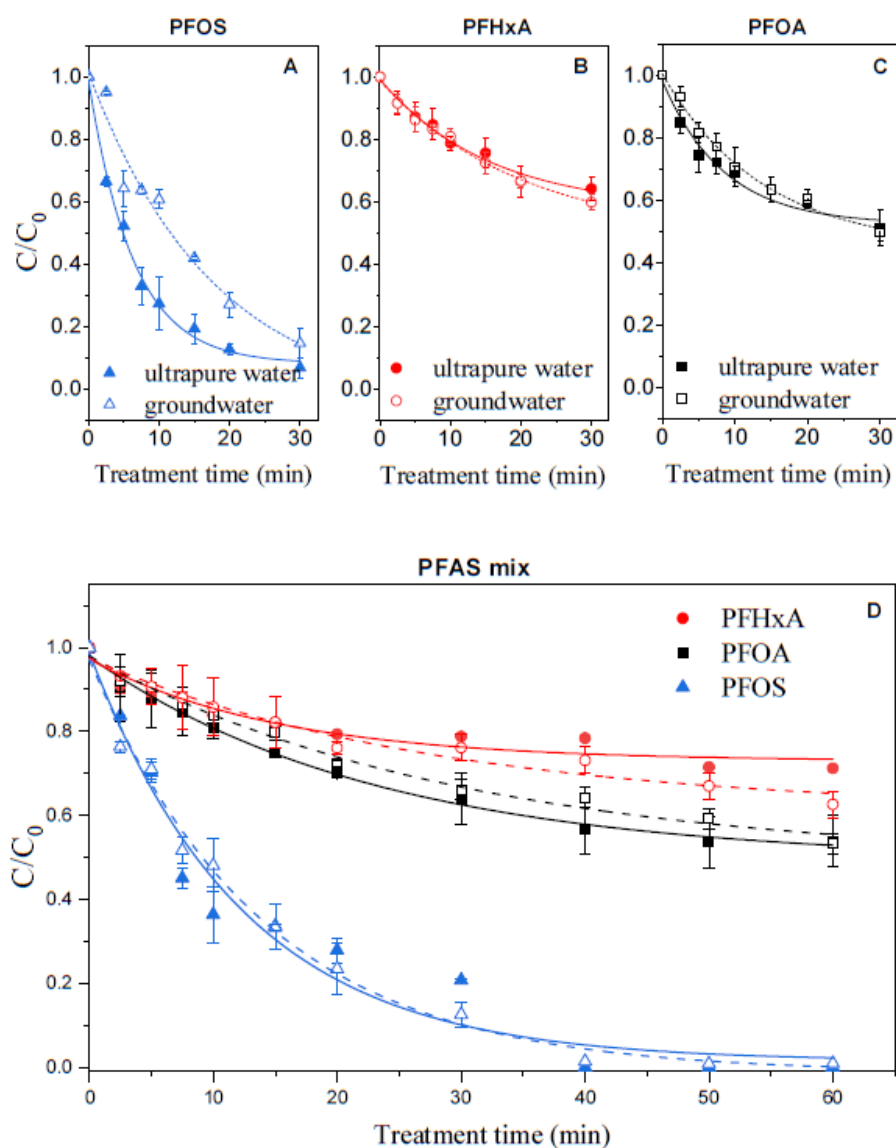 PFOS
PFHxA
PFOA
A
B
C
1.0
0.8
0.6
0.4
0.2
0.0
C/C0
ultrapure water
groundwater
ultrapure water
groundwater
ultrapure water
groundwater
0 10 20 30
0 10 20 30
0 10 20 30
Treatment time (min)
Treatment time (min)
Treatment time (min)
1.0
0.8
0.6
0.4
0.2
0.0
1.0
0.8
0.6
0.4
0.2
0.0
PFAS mix
D
PFHxA
PFOA
PFOS
1.0
0.8
0.6
0.4
0.2
0.0
C/C0
0 10 20 30 40 50 60
Treatment time (min)